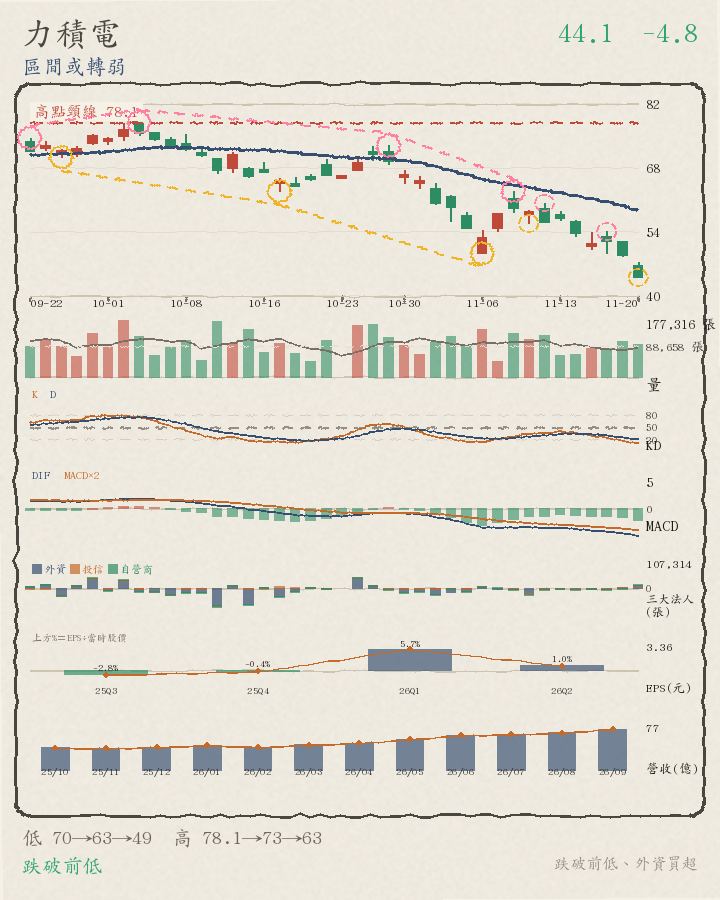 力積電
44.1 -4.8
區間或轉弱
高點頸線 78.1
82
68
54
40
09-22 10-01 10-08 10-16 10-23 10-30 11-06 11-13 11-20
177,316 張
88,658 張
量
K D
80
50
20
KD
DIF MACD×2
5
0
MACD
外資 投信 自營商
107,314
0
三大法人
(張)
上方%=EPS÷當時股價
3.36
-2.8% -0.4% 5.7% 1.0%
25Q3 25Q4 26Q1 26Q2
EPS(元)
77
25/10 25/11 25/12 26/01 26/02 26/03 26/04 26/05 26/06 26/07 26/08 26/09
營收(億)
低 70→63→49 高 78.1→73→63
跌破前低
跌破前低、外資買超